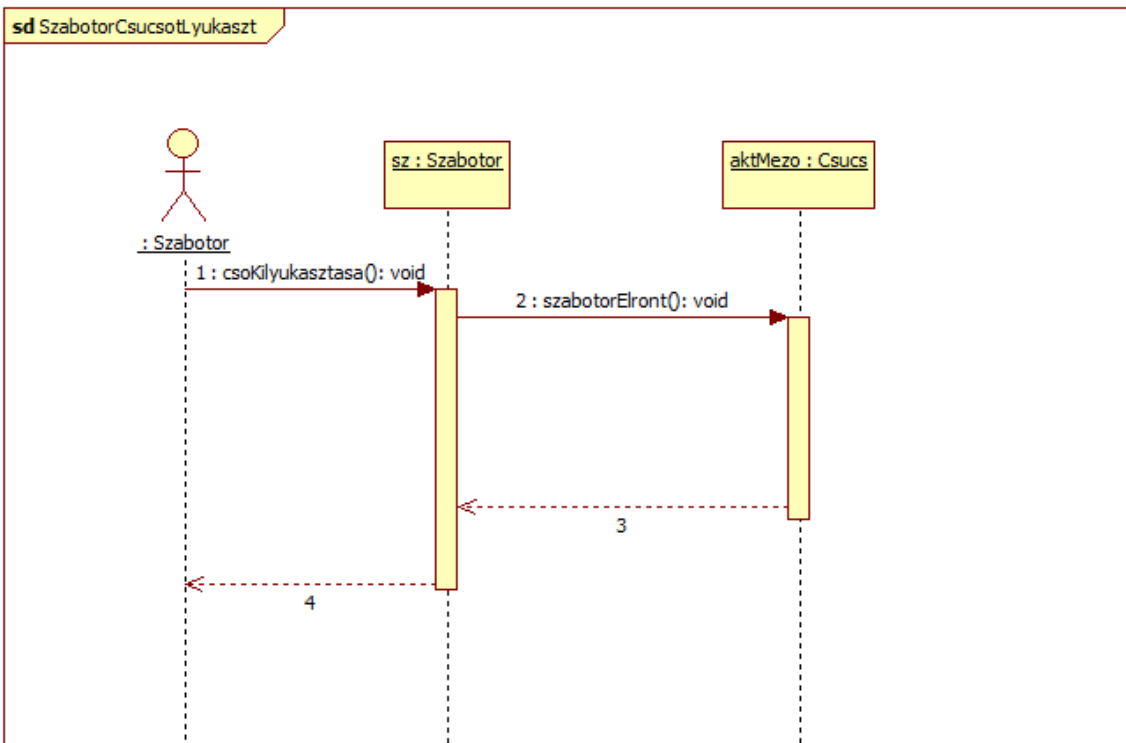 sd SzabotorCsucsotLyukaszt
sz : Szabotor
aktMezo : Csucs
: Szabotor
1 : csoKilyukasztasa(): void
2 : szabotorElront(): void
3
4